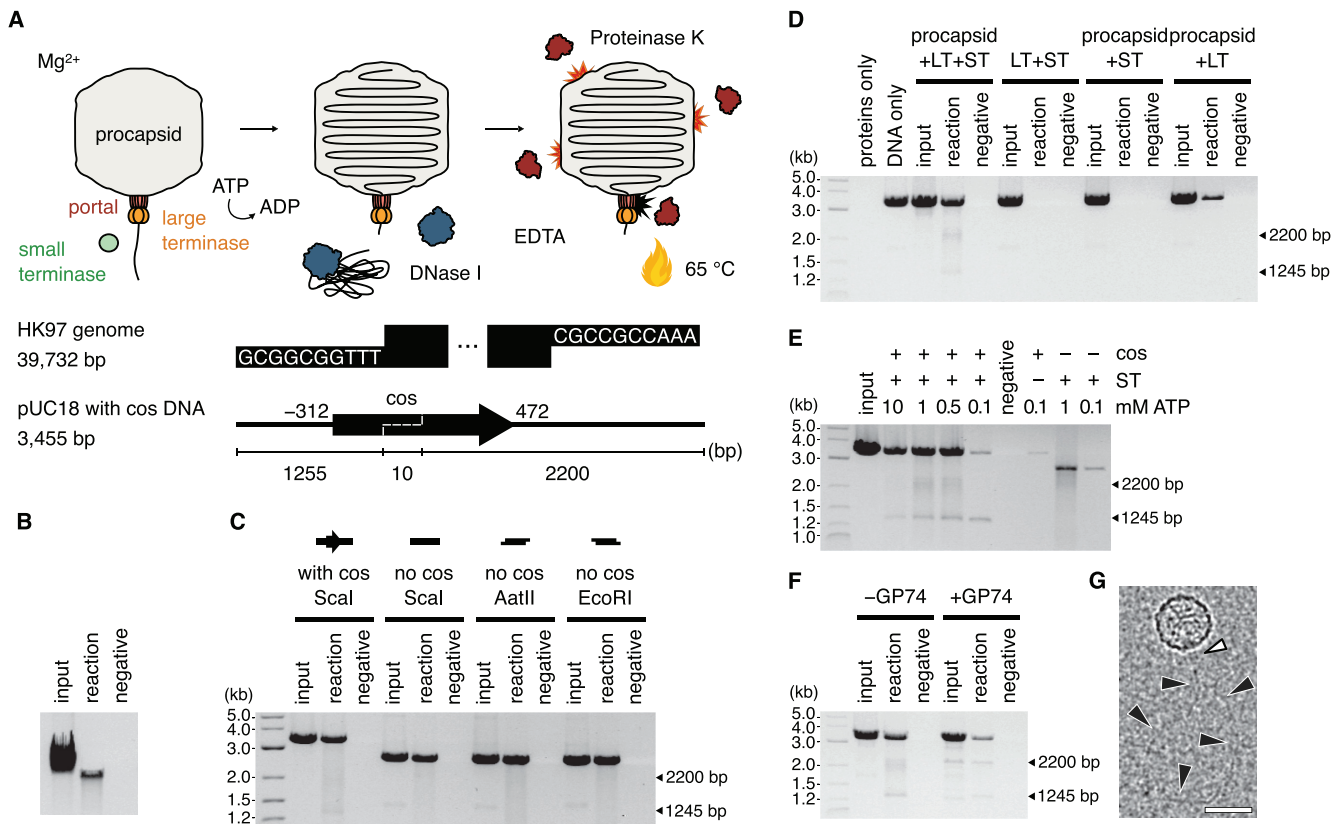 A
Mg²⁺
procapsid
ATP
ADP
portal
large
terminase
small
terminase
DNase I
Proteinase K
EDTA
65 °C
HK97 genome
39,732 bp
GCGGCGGTTT
...
CGCCGCCAAA
pUC18 with cos DNA
3,455 bp
cos
−312
472
(bp)
1255
10
2200
B
input
reaction
negative
C
with cos
ScaI
no cos
ScaI
no cos
AatII
no cos
EcoRI
input
reaction
negative
input
reaction
negative
input
reaction
negative
input
reaction
negative
(kb)
5.0
4.0
3.0
2.0
1.5
1.2
2200 bp
1245 bp
D
proteins only
DNA only
procapsid
+LT+ST
LT+ST
procapsid
+ST
procapsid
+LT
input
reaction
negative
input
reaction
negative
input
reaction
negative
input
reaction
negative
(kb)
5.0
4.0
3.0
2.0
1.5
1.2
2200 bp
1245 bp
E
input
negative
+ + + + + − − cos
+ + + + − + + ST
(kb) 10 1 0.5 0.1 0.1 1 0.1 mM ATP
5.0
4.0
3.0
2.0
1.5
1.2
1.0
2200 bp
1245 bp
F
−GP74
+GP74
input
reaction
negative
input
reaction
negative
(kb)
5.0
4.0
3.0
2.0
1.5
1.2
2200 bp
1245 bp
G